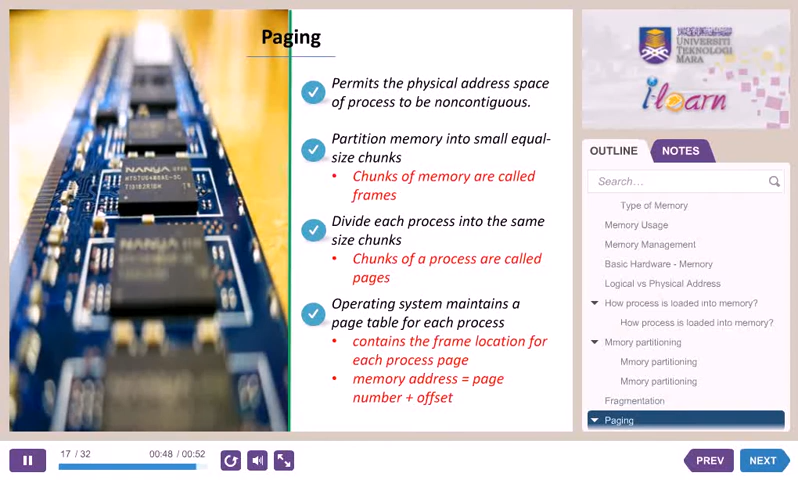 Paging
Permits the physical address space
of process to be noncontiguous.
Partition memory into small equal-
size chunks
• Chunks of memory are called
frames
Divide each process into the same
size chunks
• Chunks of a process are called
pages
Operating system maintains a
page table for each process
• contains the frame location for
each process page
• memory address = page
number + offset
NANYA
NANYA
UNIVERSITI
TEKNOLOGI
MARA
i-Learn
OUTLINE
NOTES
Search...
Type of Memory
Memory Usage
Memory Management
Basic Hardware - Memory
Logical vs Physical Address
How process is loaded into memory?
How process is loaded into memory?
Mmory partitioning
Mmory partitioning
Mmory partitioning
Fragmentation
Paging
17 / 32
00:48 / 00:52
PREV
NEXT